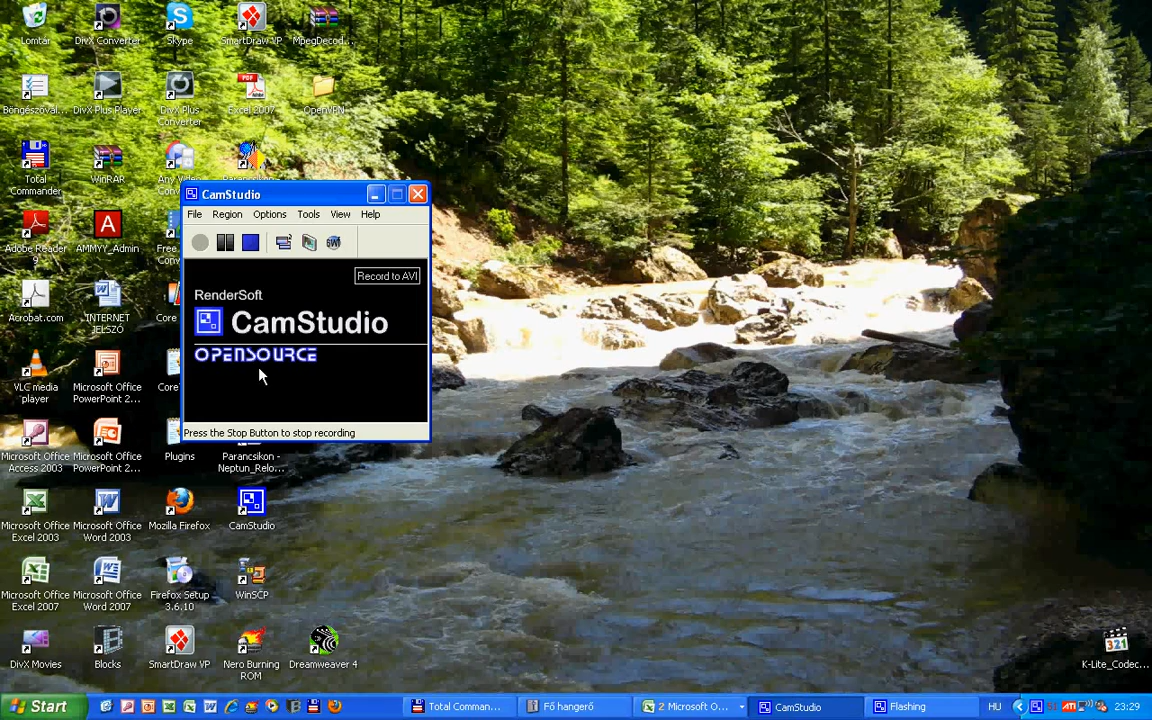 Lomtár
DivX Converter
Skype
SmartDraw VP
MpegDecod...
Böngészővál...
DivX Plus Player
DivX Plus
Converter
Excel 2007
OpenVPN
Total
Commander
WinRAR
Any Video
Adobe Reader
9
AMMYY_Admin
Free
Acrobat.com
INTERNET
JELSZÓ
Core
VLC media
player
Microsoft Office
PowerPoint 2...
Microsoft Office
Access 2003
Microsoft Office
PowerPoint 2...
Plugins
Parancsikon -
Neptun_Relo...
Microsoft Office
Excel 2003
Microsoft Office
Word 2003
Mozilla Firefox
CamStudio
Microsoft Office
Excel 2007
Microsoft Office
Word 2007
Firefox Setup
3.6.10
WinSCP
DivX Movies
Blocks
SmartDraw VP
Nero Burning
ROM
Dreamweaver 4
K-Lite_Codec...
CamStudio
File Region Options Tools View Help
Record to AVI
RenderSoft
CamStudio
OPENSOURCE
Press the Stop Button to stop recording
Start
Total Comman...
Fő hangerő
2 Microsoft O...
CamStudio
Flashing
HU
23:29